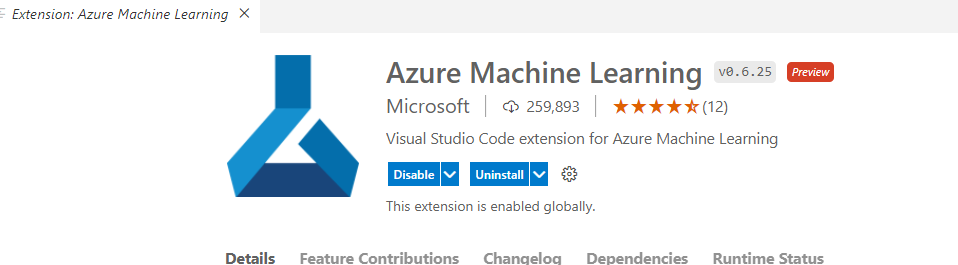 Extension: Azure Machine Learning
Azure Machine Learning v0.6.25 Preview
Microsoft 259,893 (12)
Visual Studio Code extension for Azure Machine Learning
Disable Uninstall
This extension is enabled globally.
Details Feature Contributions Changelog Dependencies Runtime Status